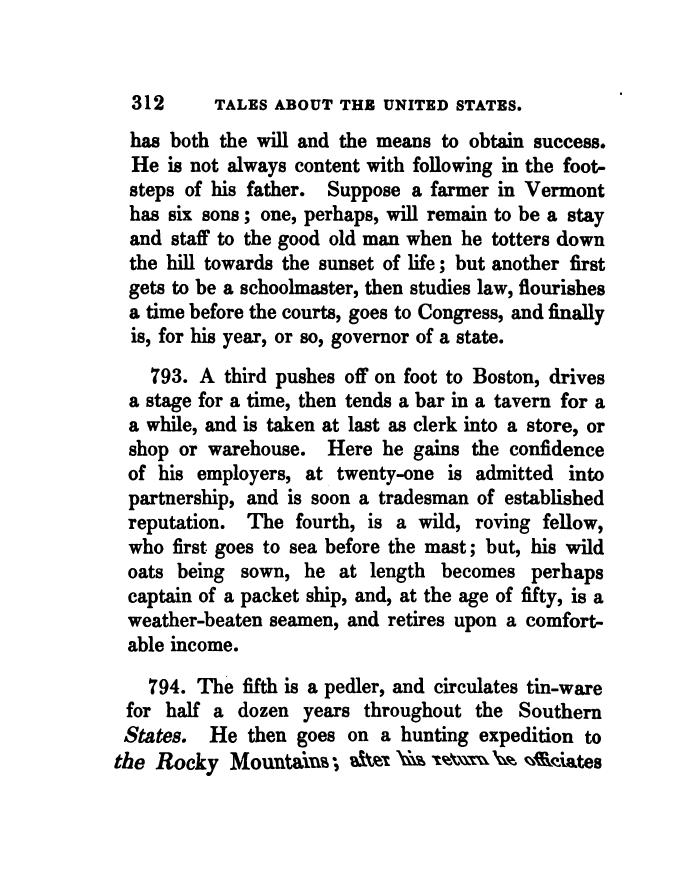 312 TALES ABOUT THE UNITED STATES.
has both the will and the means to obtain success.
He is not always content with following in the foot-
steps of his father. Suppose a farmer in Vermont
has six sons; one, perhaps, will remain to be a stay
and staff to the good old man when he totters down
the hill towards the sunset of life; but another first
gets to be a schoolmaster, then studies law, flourishes
a time before the courts, goes to Congress, and finally
is, for his year, or so, governor of a state.
793. A third pushes off on foot to Boston, drives
a stage for a time, then tends a bar in a tavern for a
a while, and is taken at last as clerk into a store, or
shop or warehouse. Here he gains the confidence
of his employers, at twenty-one is admitted into
partnership, and is soon a tradesman of established
reputation. The fourth, is a wild, roving fellow,
who first goes to sea before the mast; but, his wild
oats being sown, he at length becomes perhaps
captain of a packet ship, and, at the age of fifty, is a
weather-beaten seamen, and retires upon a comfort-
able income.
794. The fifth is a pedler, and circulates tin-ware
for half a dozen years throughout the Southern
States. He then goes on a hunting expedition to
the Rocky Mountains; after his return he officiates